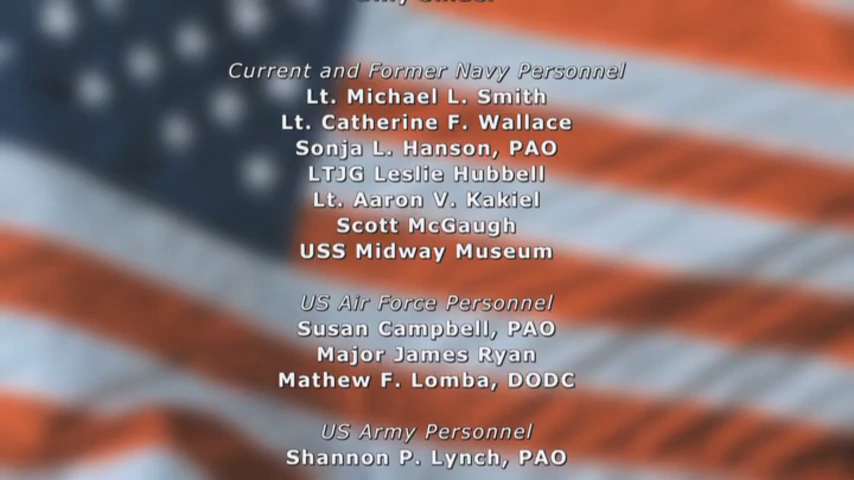 Current and Former Navy Personnel
Lt. Michael L. Smith
Lt. Catherine F. Wallace
Sonja L. Hanson, PAO
LTJG Leslie Hubbell
Lt. Aaron V. Kakiel
Scott McGaugh
USS Midway Museum
US Air Force Personnel
Susan Campbell, PAO
Major James Ryan
Mathew F. Lomba, DODC
US Army Personnel
Shannon P. Lynch, PAO